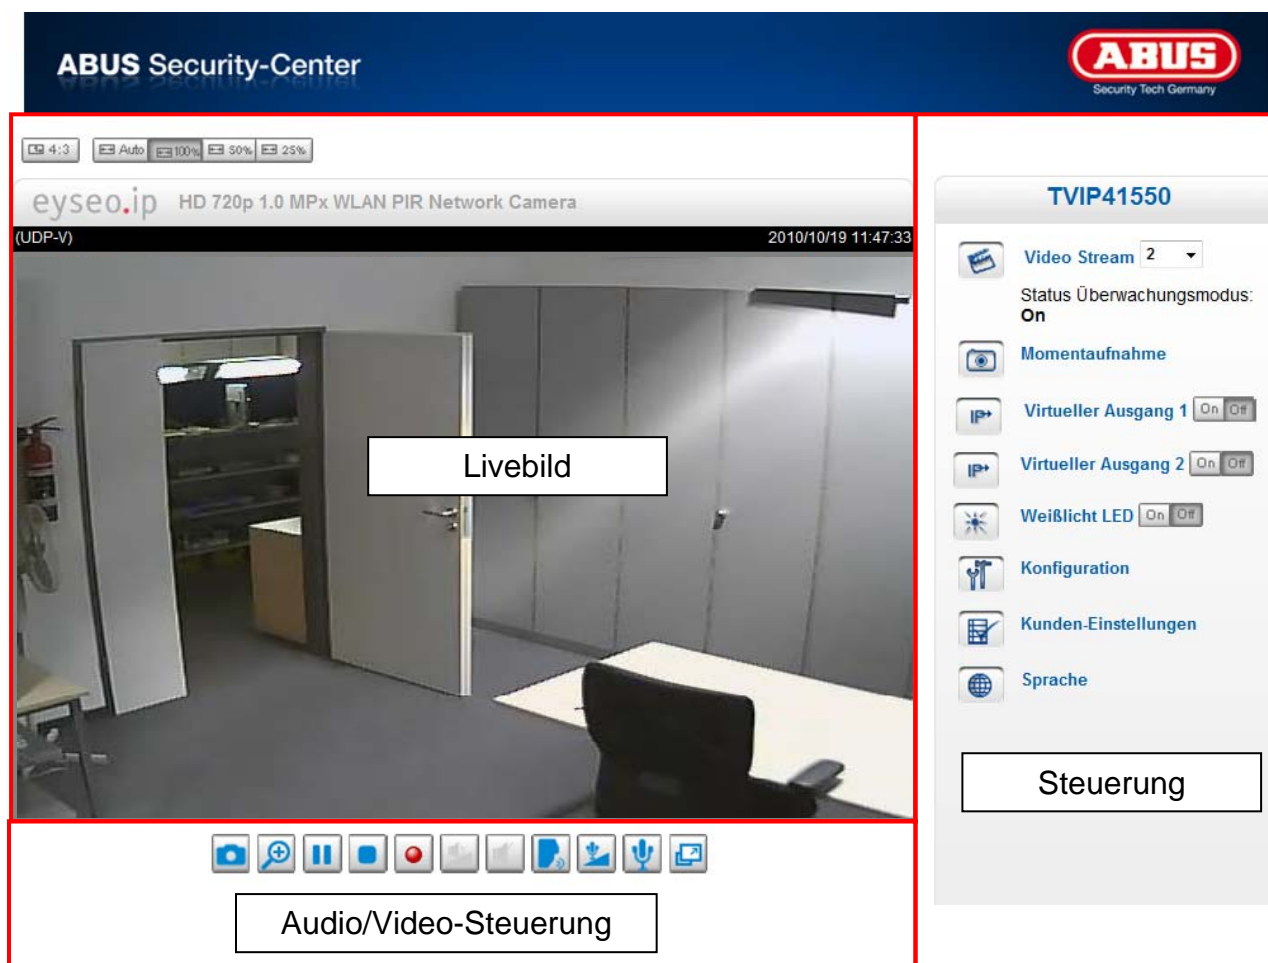 ABUS Security-Center
ABUS
Security Tech Germany
4:3 Auto 100% 50% 25%
eyseo.ip HD 720p 1.0 MPx WLAN PIR Network Camera
(UDP-V) 2010/10/19 11:47:33
Livebild
TVIP41550
Video Stream 2
Status Überwachungsmodus:
On
Momentaufnahme
Virtueller Ausgang 1 On Off
Virtueller Ausgang 2 On Off
Weißlicht LED On Off
Konfiguration
Kunden-Einstellungen
Sprache
Steuerung
Audio/Video-Steuerung